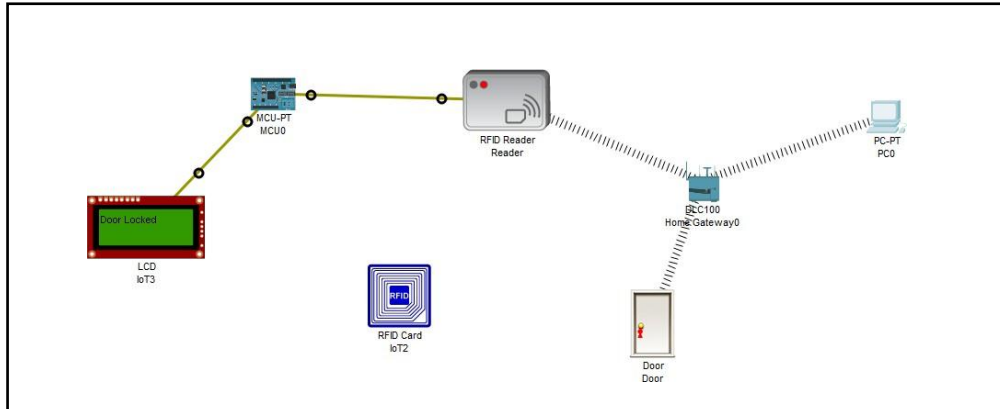 MCU-PT
MCU0
RFID Reader
Reader
PC-PT
PC0
DLC100
Home Gateway0
Door Locked
LCD
IoT3
RFID
RFID Card
IoT2
Door
Door